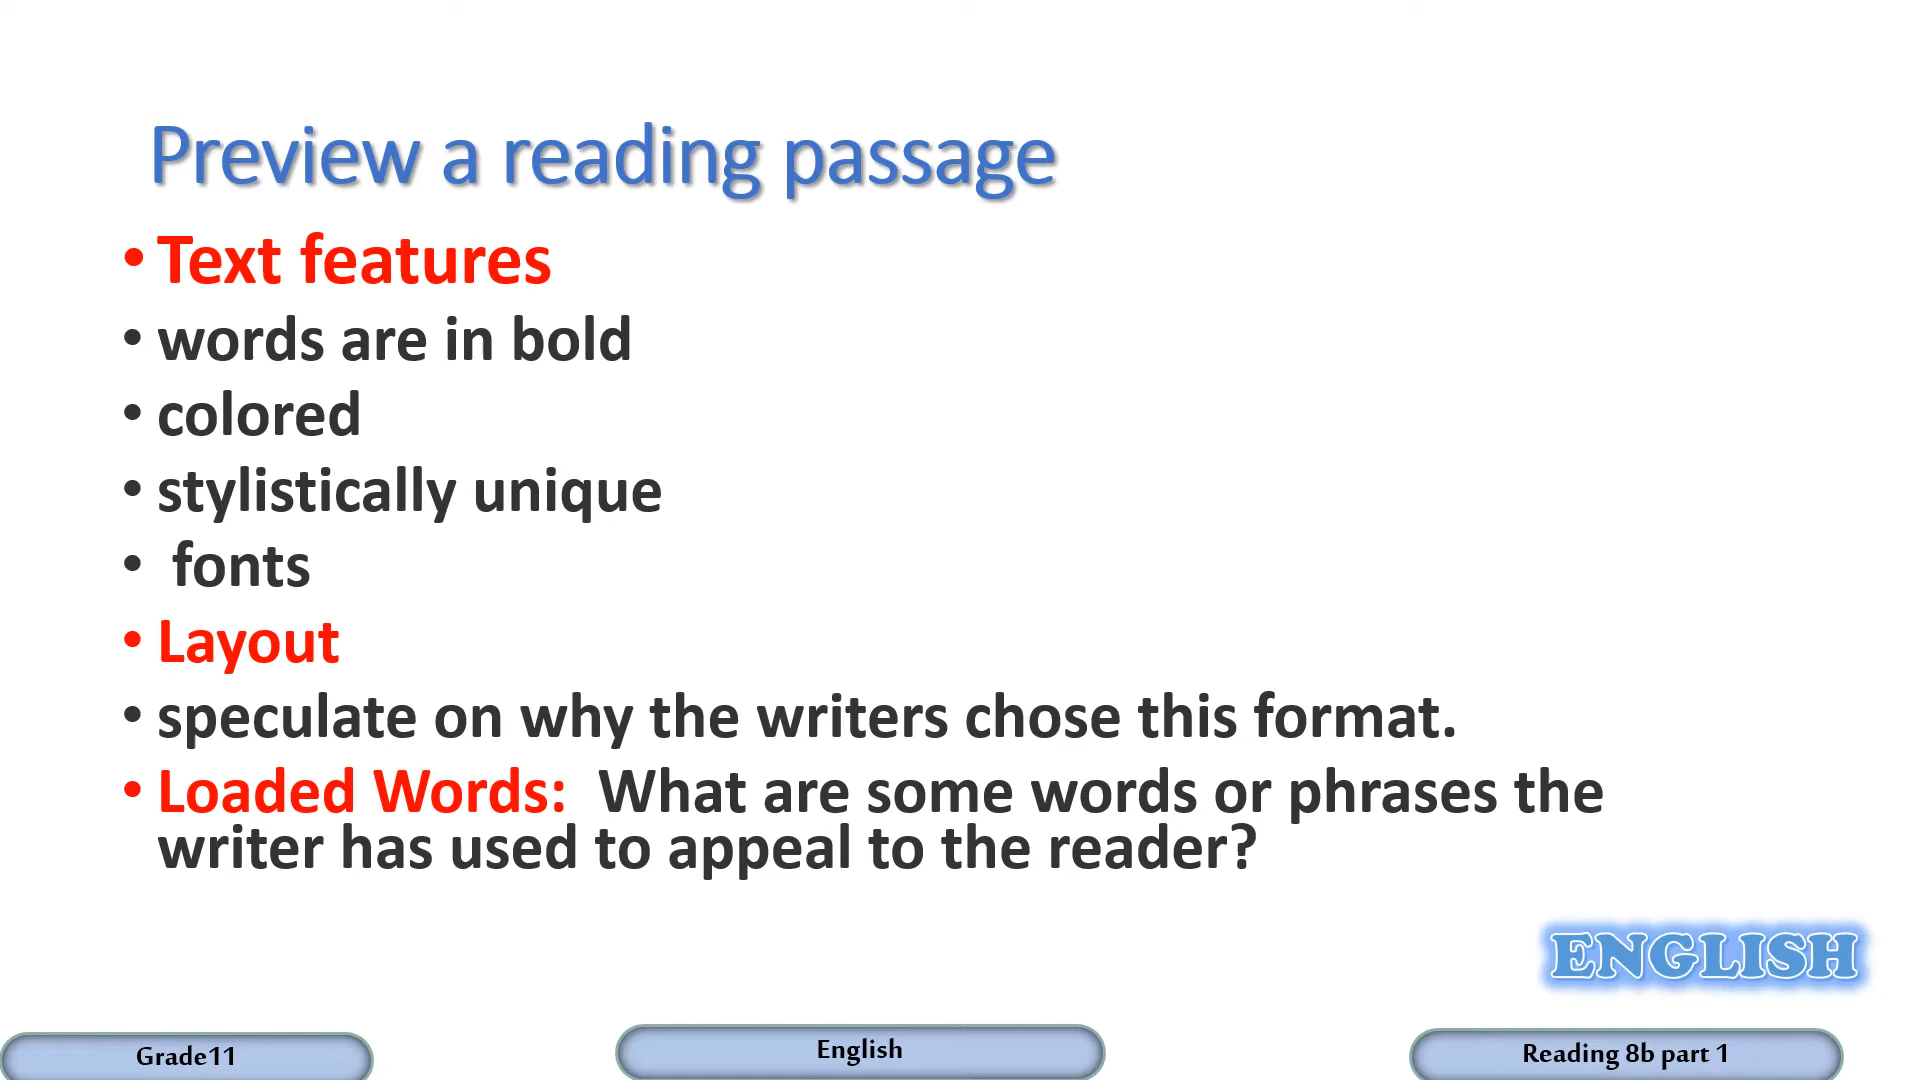 Preview a reading passage
• Text features
• words are in bold
• colored
• stylistically unique
• fonts
• Layout
• speculate on why the writers chose this format.
• Loaded Words: What are some words or phrases the
writer has used to appeal to the reader?
ENGLISH
Grade11
English
Reading 8b part 1